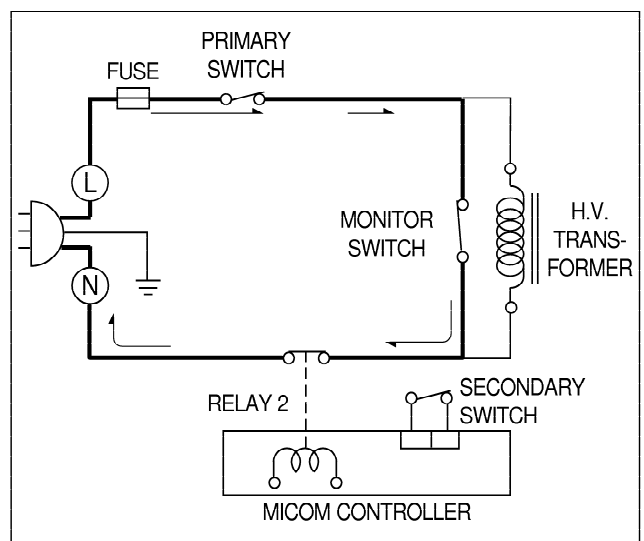 PRIMARY
SWITCH
FUSE
L
MONITOR
SWITCH
H.V.
TRANS-
FORMER
N
RELAY 2
SECONDARY
SWITCH
MICOM CONTROLLER